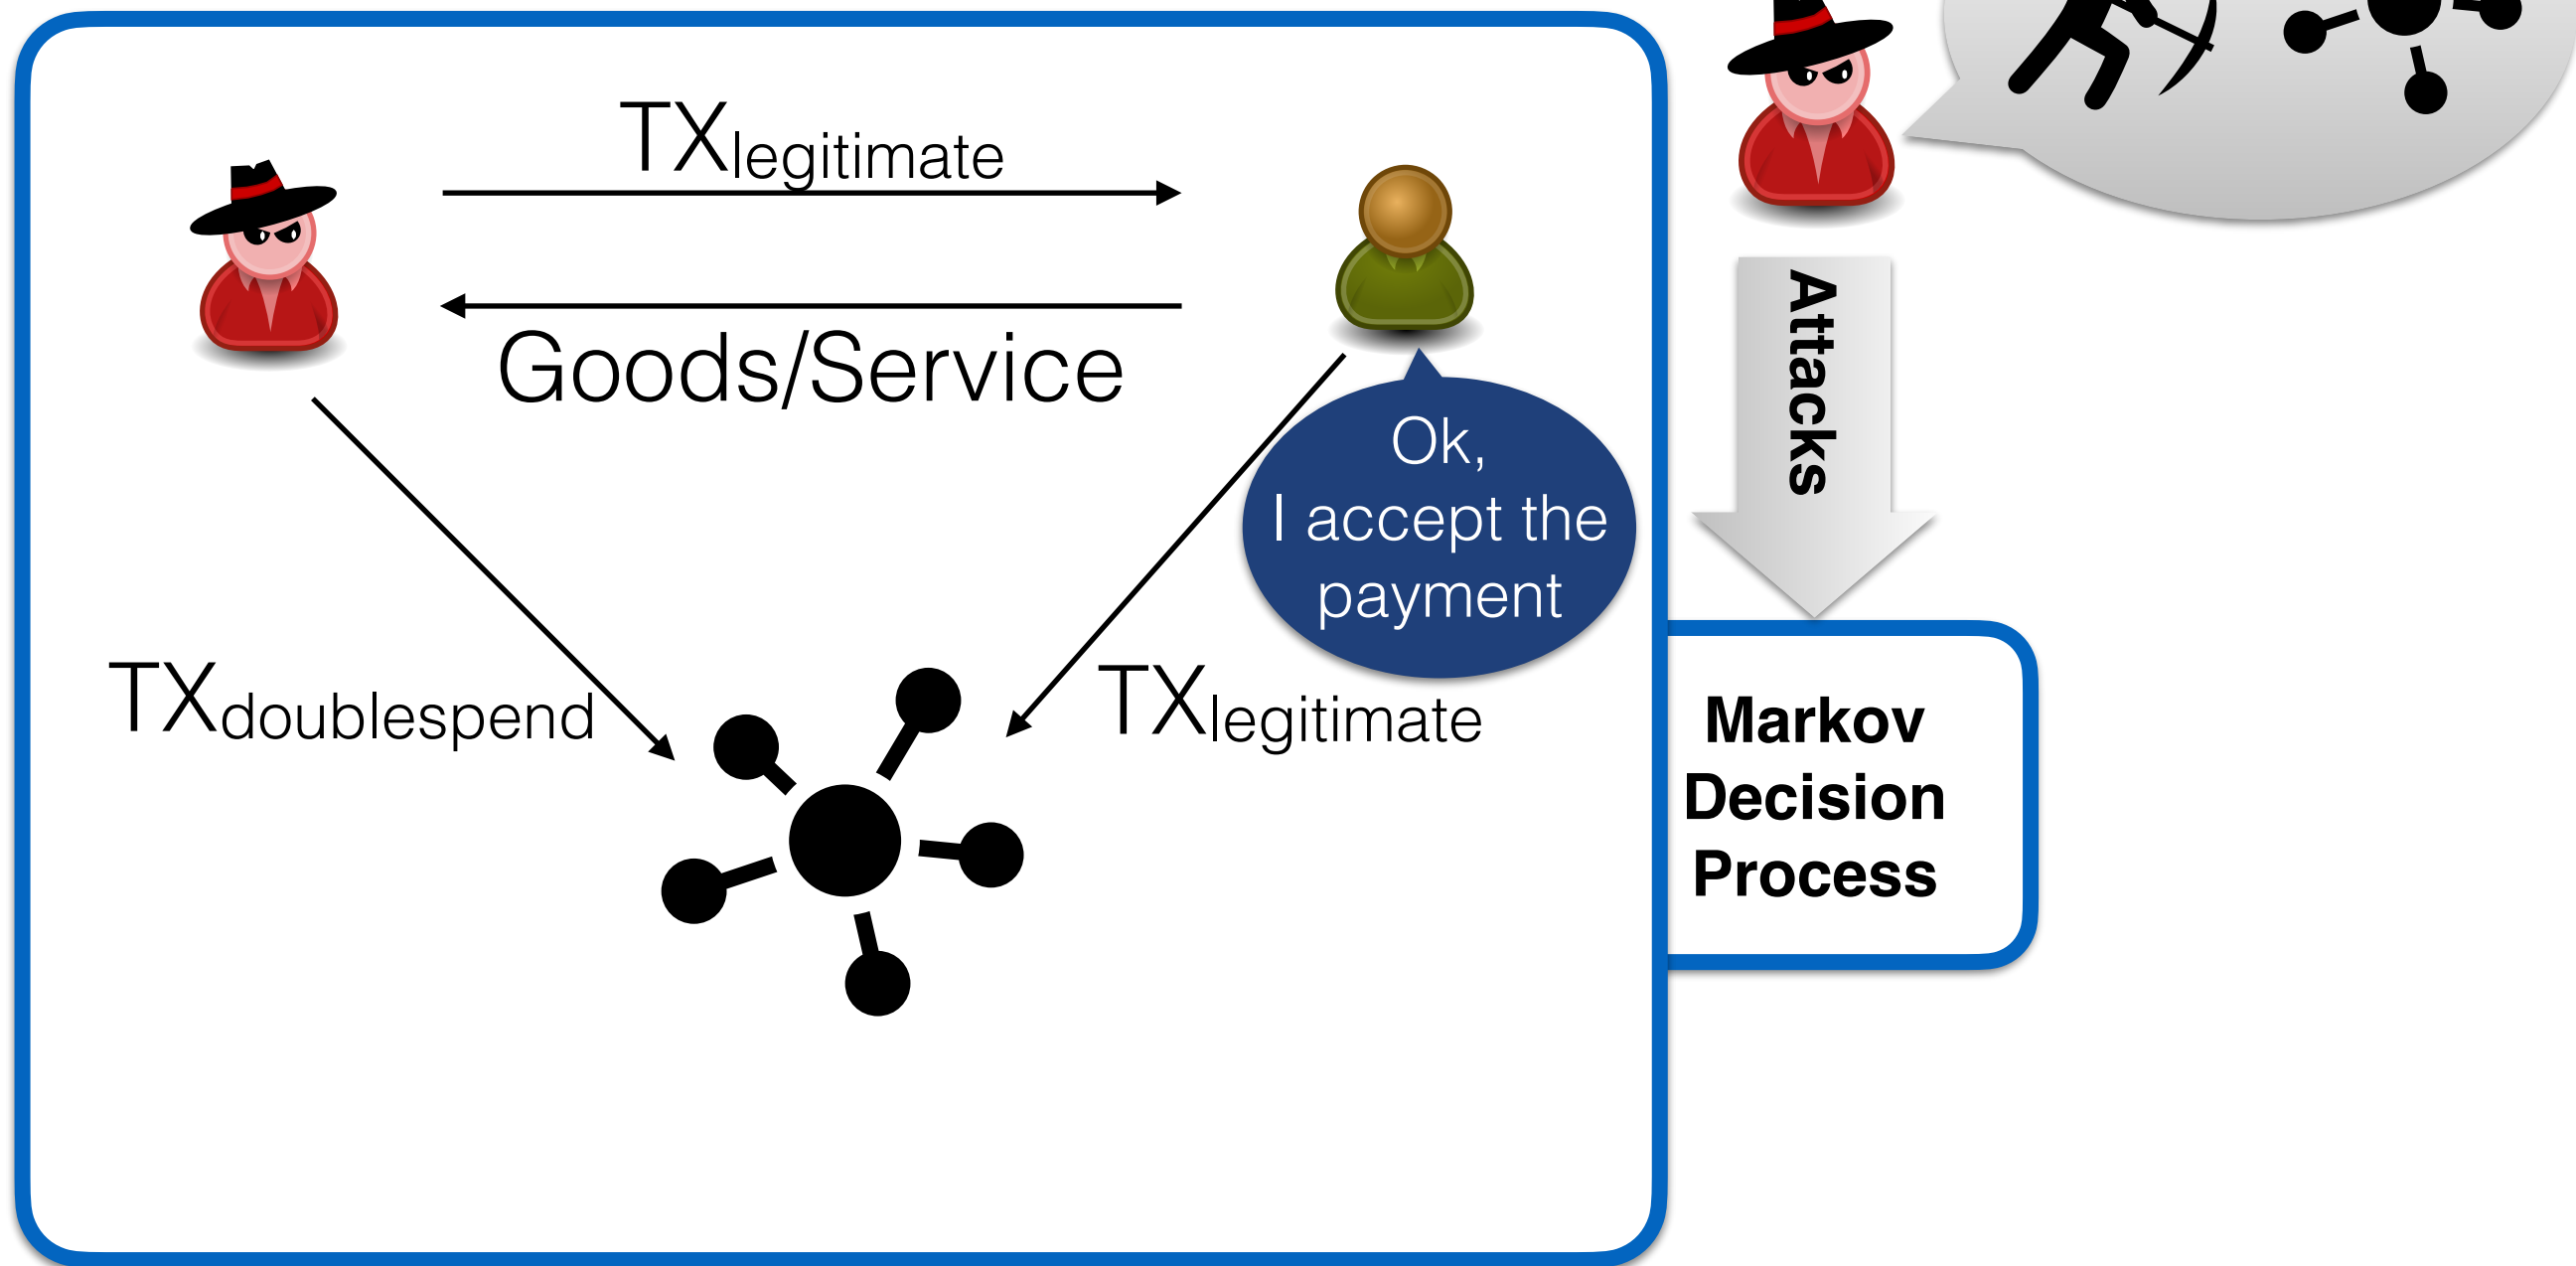 TXlegitimate
Goods/Service
Ok,
I accept the
payment
TXdoublespend
TXlegitimate
Attacks
Markov
Decision
Process